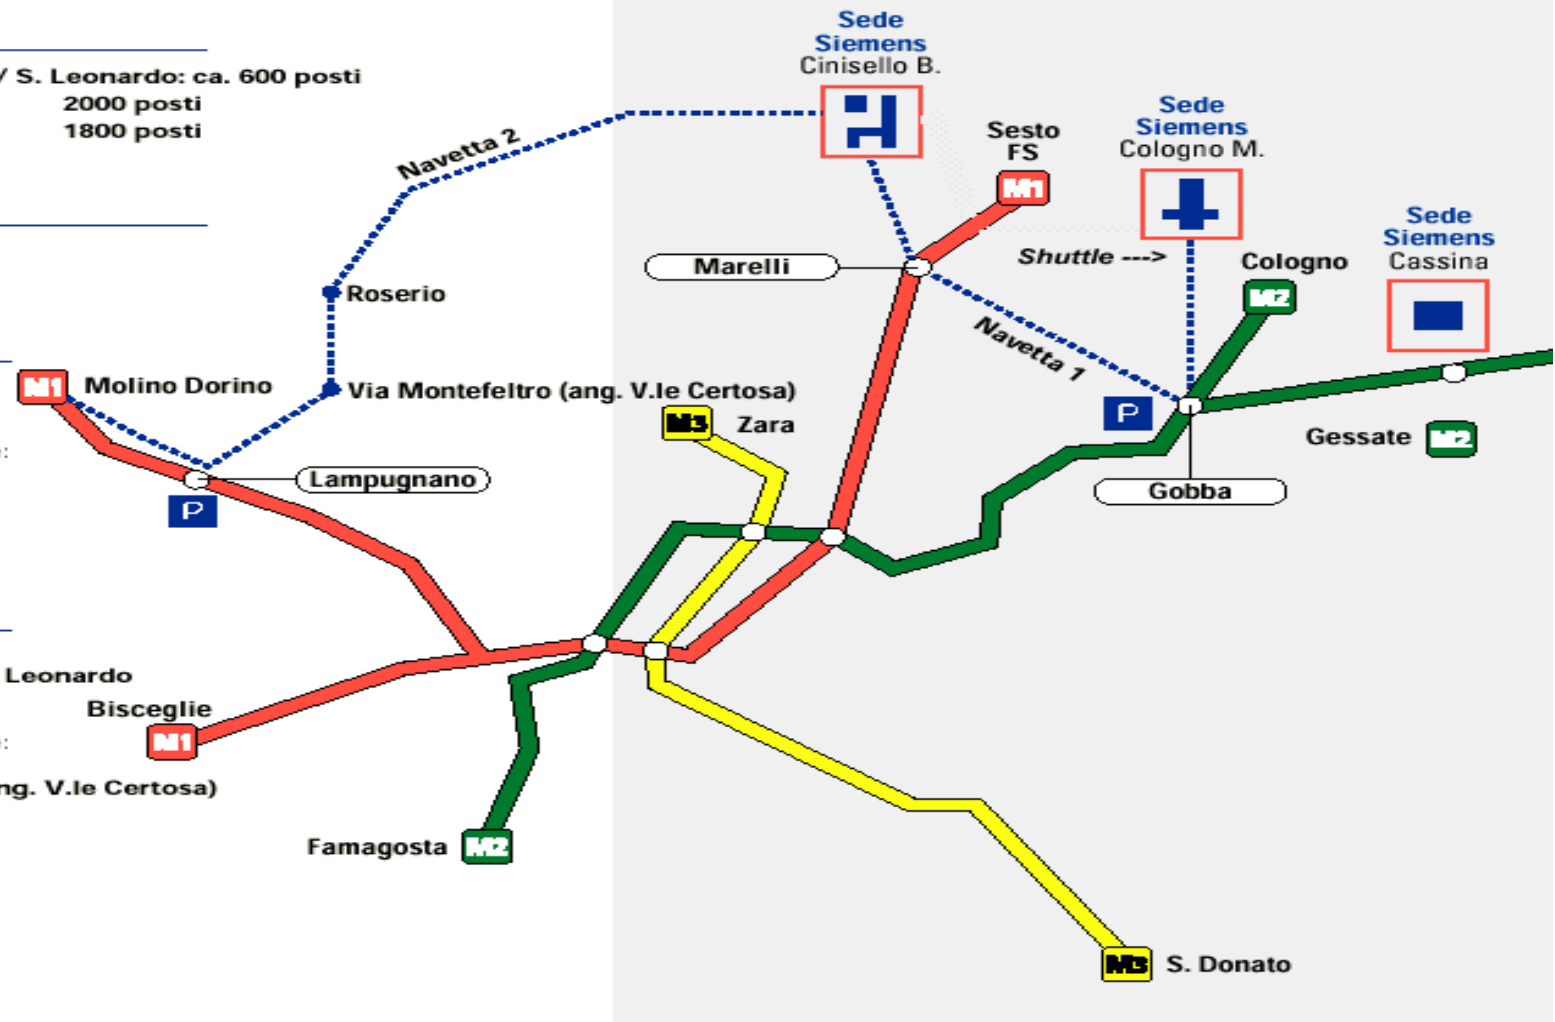 / S. Leonardo: ca. 600 posti
2000 posti
1800 posti
Sede
Siemens
Cinisello B.
Sesto
FS
M1
Sede
Siemens
Cologno M.
Sede
Siemens
Cassina
Navetta 2
Marelli
Shuttle --->
Cologno
M2
Roserio
Navetta 1
M1 Molino Dorino
Via Montefeltro (ang. V.le Certosa)
M3 Zara
P
Gessate M2
Lampugnano
P
Gobba
Leonardo
Bisceglie
M1
ng. V.le Certosa)
Famagosta M2
M3 S. Donato